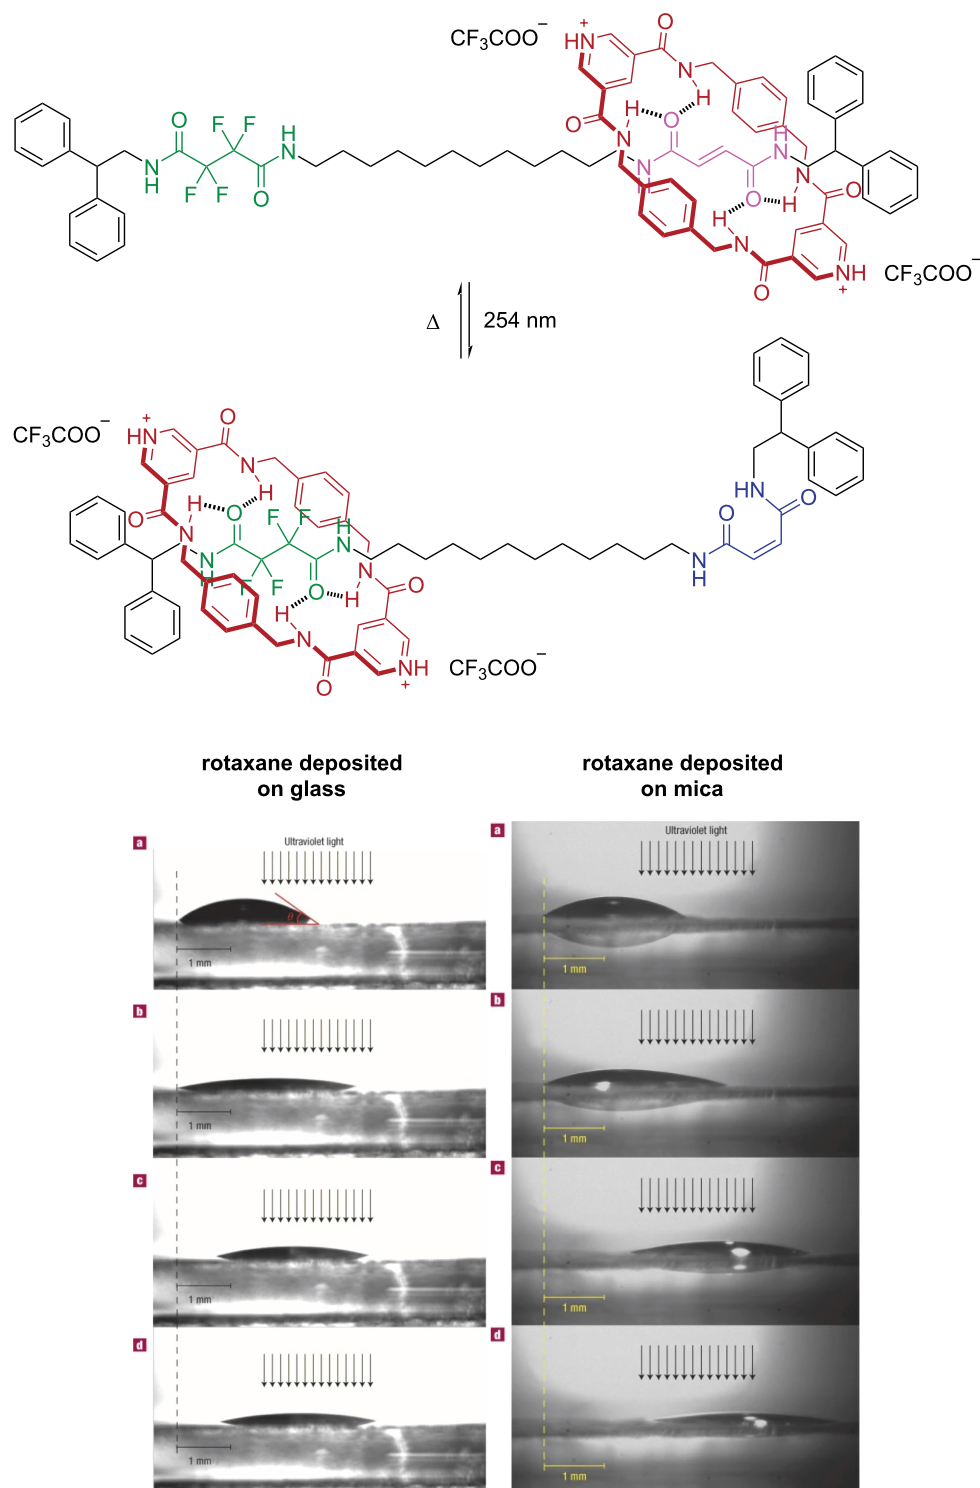 CF₃COO⁻
+
HN
O
N
H
H
O
O
F
F
H
N
O
N
H
N
H
N
H
O
H
N
O
F
F
O
N
H
O
H
H
N
O
NH
+
CF₃COO⁻
O
Δ
254 nm
CF₃COO⁻
+
HN
O
N
H
H
O
O
N
F
F
H
N
O
HN
O
O
N
H
F
F
O
H
N
H
O
N
H
H
N
O
NH
+
CF₃COO⁻
O
rotaxane deposited
on glass
rotaxane deposited
on mica
a
Ultraviolet light
θ
1 mm
b
1 mm
c
1 mm
d
1 mm
a
Ultraviolet light
1 mm
b
1 mm
c
1 mm
d
1 mm